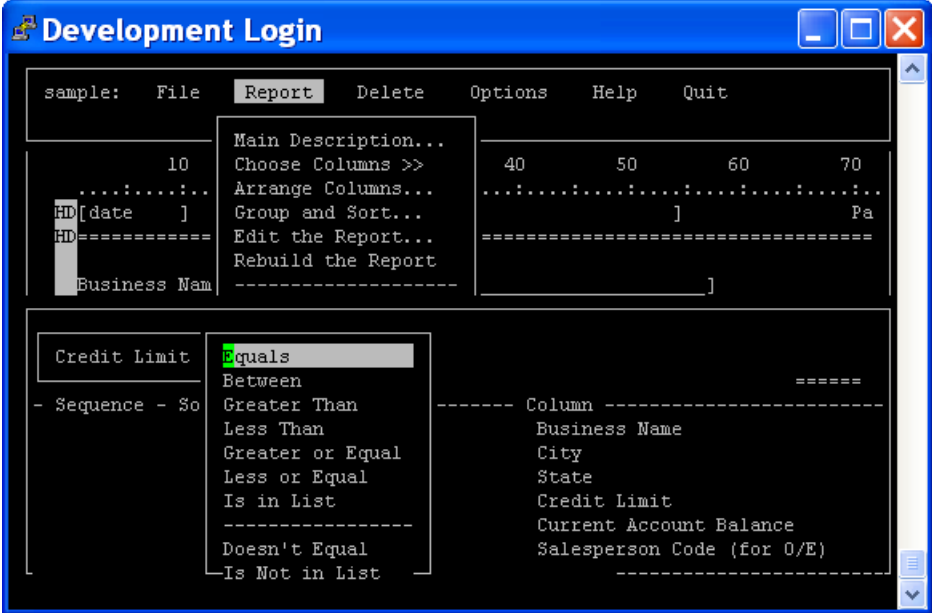 Development Login
sample: File Report Delete Options Help Quit
Main Description...
10 Choose Columns >> 40 50 60 70
....:....:.. Arrange Columns... ...:....:....:....:....:....:....:..
HD[date ] Group and Sort... ] Pa
HD============ Edit the Report... ===================================
Rebuild the Report
Business Nam -------------------- ____________________]
Credit Limit Equals
Between ======
- Sequence - So Greater Than ------- Column -------------------------
Less Than Business Name
Greater or Equal City
Less or Equal State
Is in List Credit Limit
----------------- Current Account Balance
Doesn't Equal Salesperson Code (for O/E)
Is Not in List ------------------------